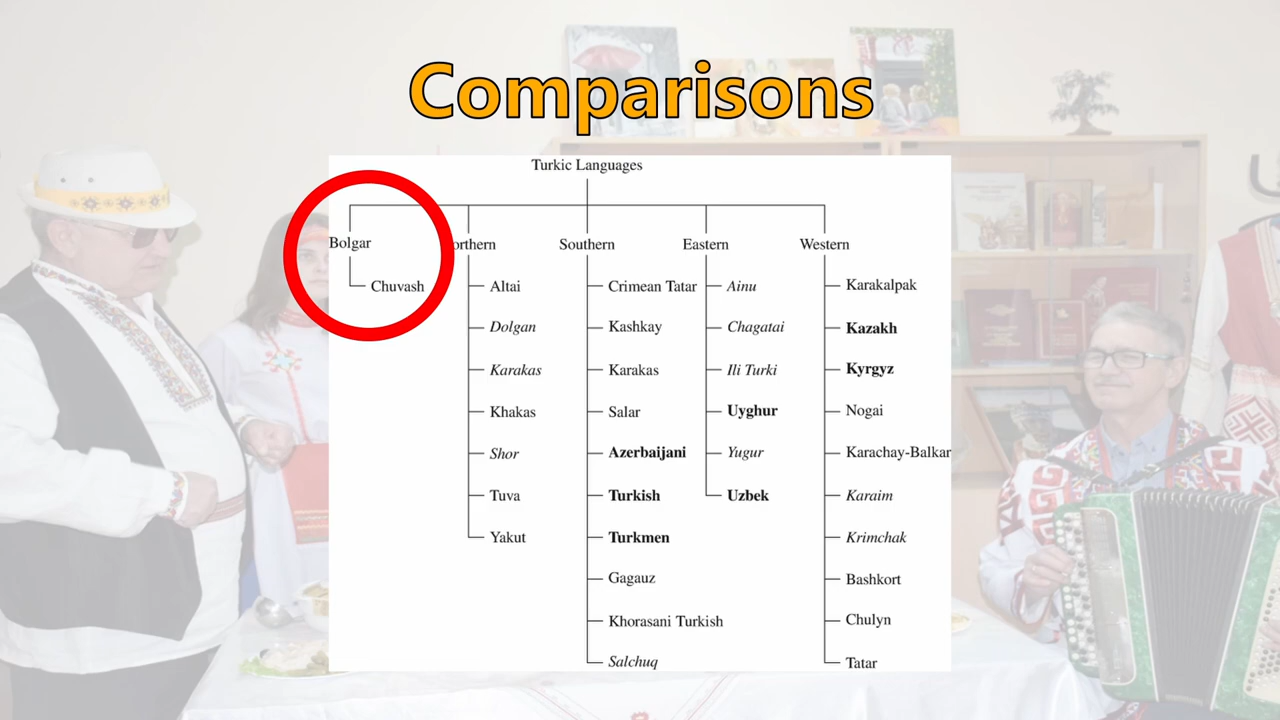 Comparisons
Turkic Languages
Bolgar
Chuvash
orthern
Altai
Dolgan
Karakas
Khakas
Shor
Tuva
Yakut
Southern
Crimean Tatar
Kashkay
Karakas
Salar
Azerbaijani
Turkish
Turkmen
Gagauz
Khorasani Turkish
Salchuq
Eastern
Ainu
Chagatai
Ili Turki
Uyghur
Yugur
Uzbek
Western
Karakalpak
Kazakh
Kyrgyz
Nogai
Karachay-Balkar
Karaim
Krimchak
Bashkort
Chulyn
Tatar